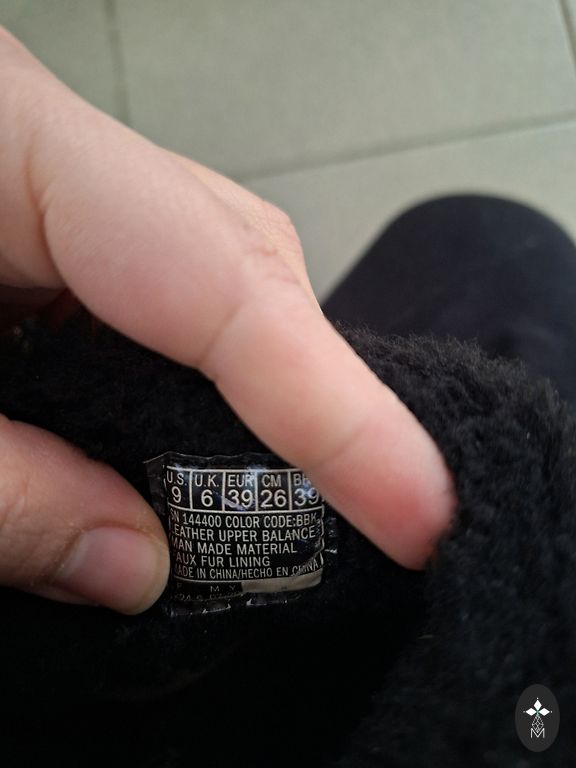 U.S. U.K. EUR CM
9 6 39 26 39
SN 144400 COLOR CODE:BBK
LEATHER UPPER BALANCE
MAN MADE MATERIAL
FAUX FUR LINING
MADE IN CHINA/HECHO EN CHINA
M Y
M